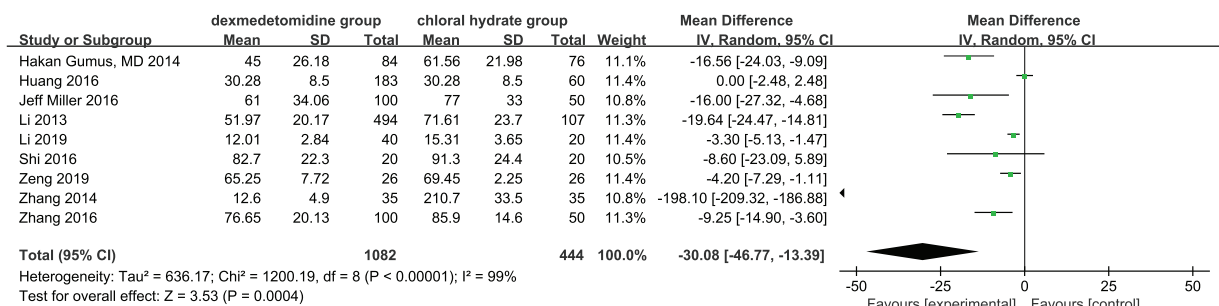 dexmedetomidine group chloral hydrate group Mean Difference Mean Difference
Study or Subgroup Mean SD Total Mean SD Total Weight IV, Random, 95% CI IV, Random, 95% CI
Hakan Gumus, MD 2014 45 26.18 84 61.56 21.98 76 11.1% -16.56 [-24.03, -9.09]
Huang 2016 30.28 8.5 183 30.28 8.5 60 11.4% 0.00 [-2.48, 2.48]
Jeff Miller 2016 61 34.06 100 77 33 50 10.8% -16.00 [-27.32, -4.68]
Li 2013 51.97 20.17 494 71.61 23.7 107 11.3% -19.64 [-24.47, -14.81]
Li 2019 12.01 2.84 40 15.31 3.65 20 11.4% -3.30 [-5.13, -1.47]
Shi 2016 82.7 22.3 20 91.3 24.4 20 10.5% -8.60 [-23.09, 5.89]
Zeng 2019 65.25 7.72 26 69.45 2.25 26 11.4% -4.20 [-7.29, -1.11]
Zhang 2014 12.6 4.9 35 210.7 33.5 35 10.8% -198.10 [-209.32, -186.88]
Zhang 2016 76.65 20.13 100 85.9 14.6 50 11.3% -9.25 [-14.90, -3.60]
Total (95% CI) 1082 444 100.0% -30.08 [-46.77, -13.39]
Heterogeneity: Tau² = 636.17; Chi² = 1200.19, df = 8 (P < 0.00001); I² = 99%
Test for overall effect: Z = 3.53 (P = 0.0004)
-50 -25 0 25 50
Favours [experimental] Favours [control]